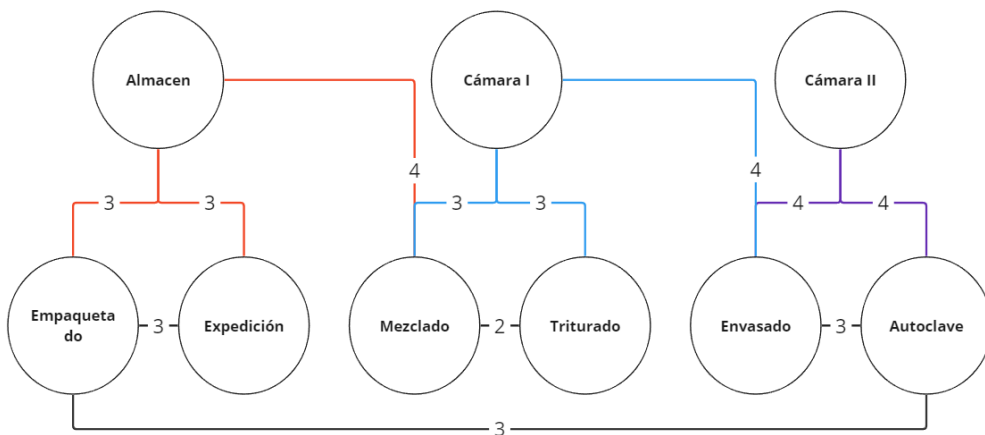 Almacen
Cámara I
Cámara II
4
4
3
3
3
3
4
4
Empaqueta
do
3
Expedición
Mezclado
2
Triturado
Envasado
3
Autoclave
3